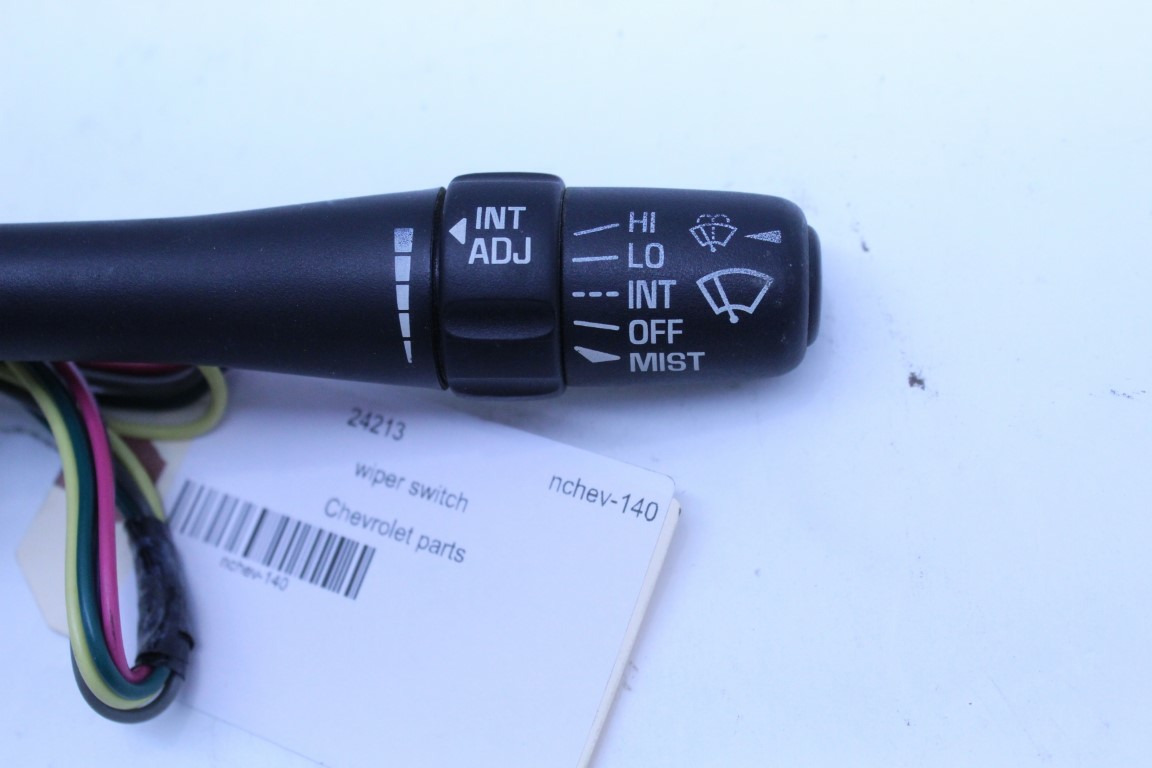 INT
ADJ
HI
LO
INT
OFF
MIST
24213
wiper switch
nchev-140
Chevrolet parts
nchev-140